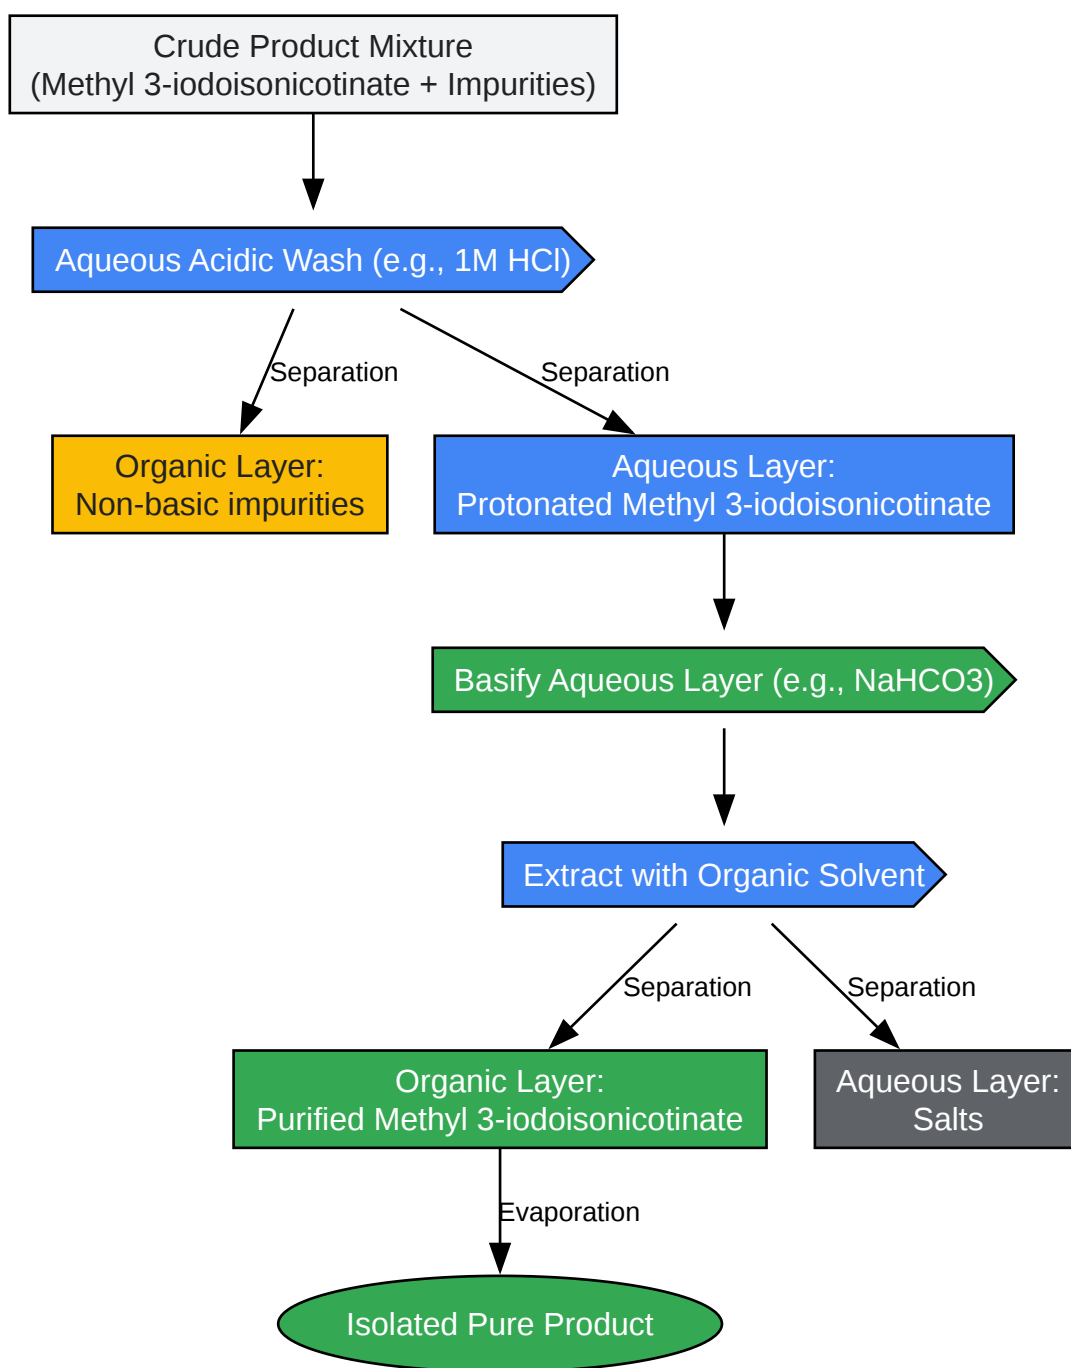 Crude Product Mixture
(Methyl 3-iodoisonicotinate + Impurities)
Aqueous Acidic Wash (e.g., 1M HCl)
Separation
Separation
Organic Layer:
Non-basic impurities
Aqueous Layer:
Protonated Methyl 3-iodoisonicotinate
Basify Aqueous Layer (e.g., NaHCO3)
Extract with Organic Solvent
Separation
Separation
Organic Layer:
Purified Methyl 3-iodoisonicotinate
Aqueous Layer:
Salts
Evaporation
Isolated Pure Product